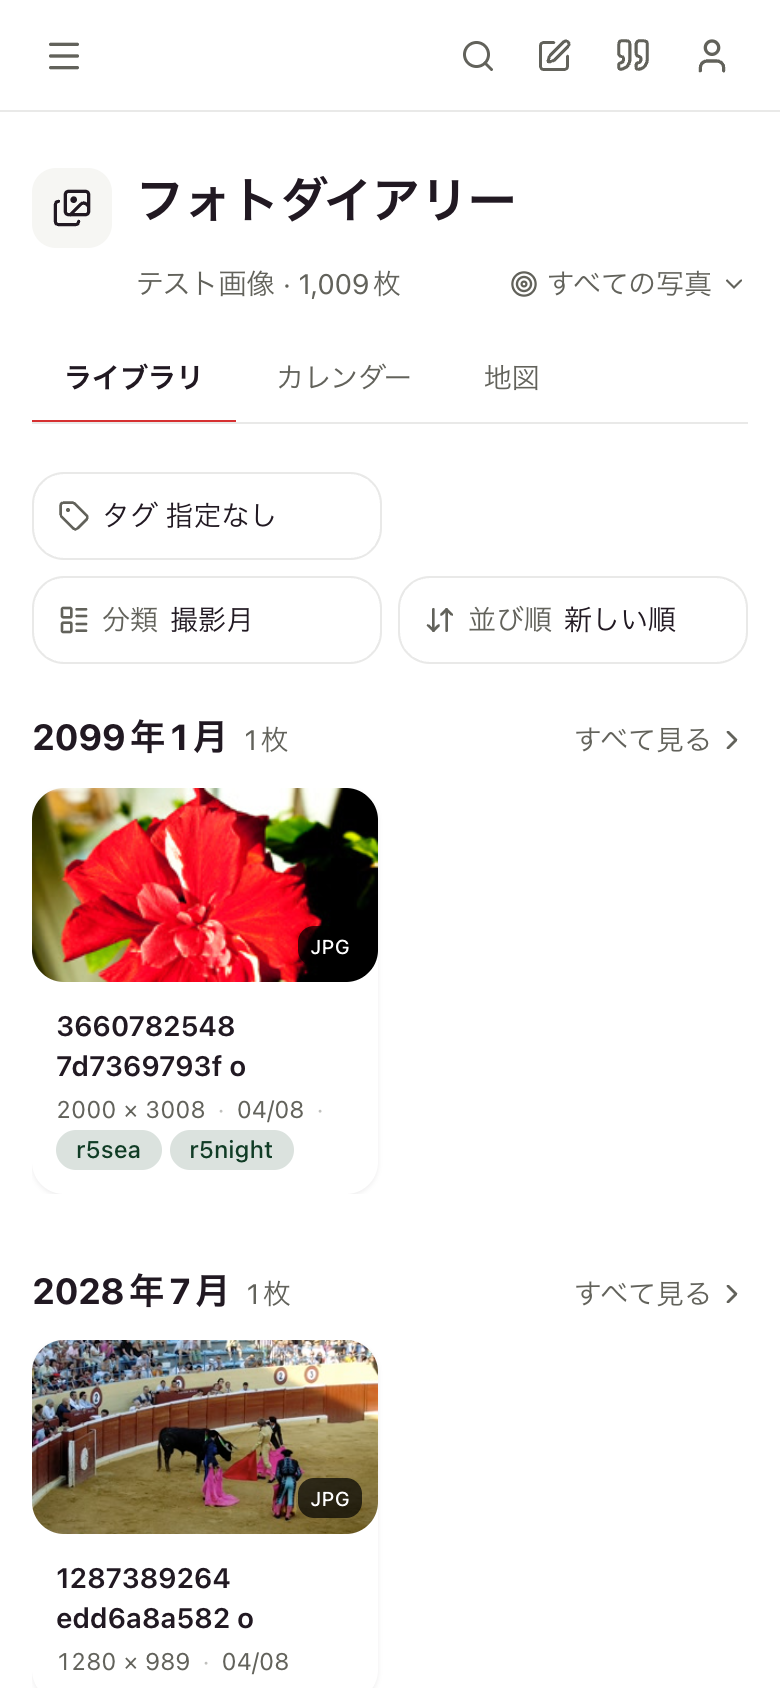 フォトダイアリー
テスト画像 · 1,009枚
すべての写真
ライブラリ
カレンダー
地図
タグ 指定なし
分類 撮影月
並び順 新しい順
2099年1月 1枚
すべて見る
JPG
3660782548
7d7369793f o
2000 × 3008 · 04/08 ·
r5sea
r5night
2028年7月 1枚
すべて見る
JPG
1287389264
edd6a8a582 o
1280 × 989 · 04/08